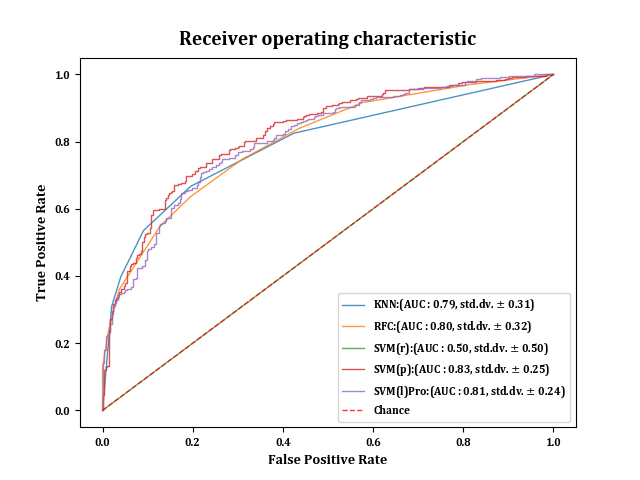 Receiver operating characteristic
1.0
0.8
0.6
0.4
0.2
0.0
True Positive Rate
KNN:(AUC : 0.79, std.dv. ± 0.31)
RFC:(AUC : 0.80, std.dv. ± 0.32)
SVM(r):(AUC : 0.50, std.dv. ± 0.50)
SVM(p):(AUC : 0.83, std.dv. ± 0.25)
SVM(l)Pro:(AUC : 0.81, std.dv. ± 0.24)
Chance
0.0 0.2 0.4 0.6 0.8 1.0
False Positive Rate